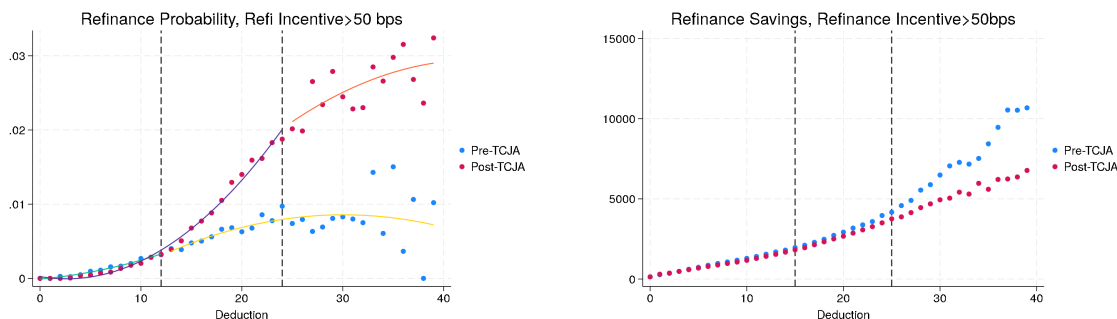 Refinance Probability, Refi Incentive>50 bps
.03
.02
.01
0
0 10 20 30 40
Deduction
Pre-TCJA
Post-TCJA
Refinance Savings, Refinance Incentive>50bps
15000
10000
5000
0
0 10 20 30 40
Deduction
Pre-TCJA
Post-TCJA